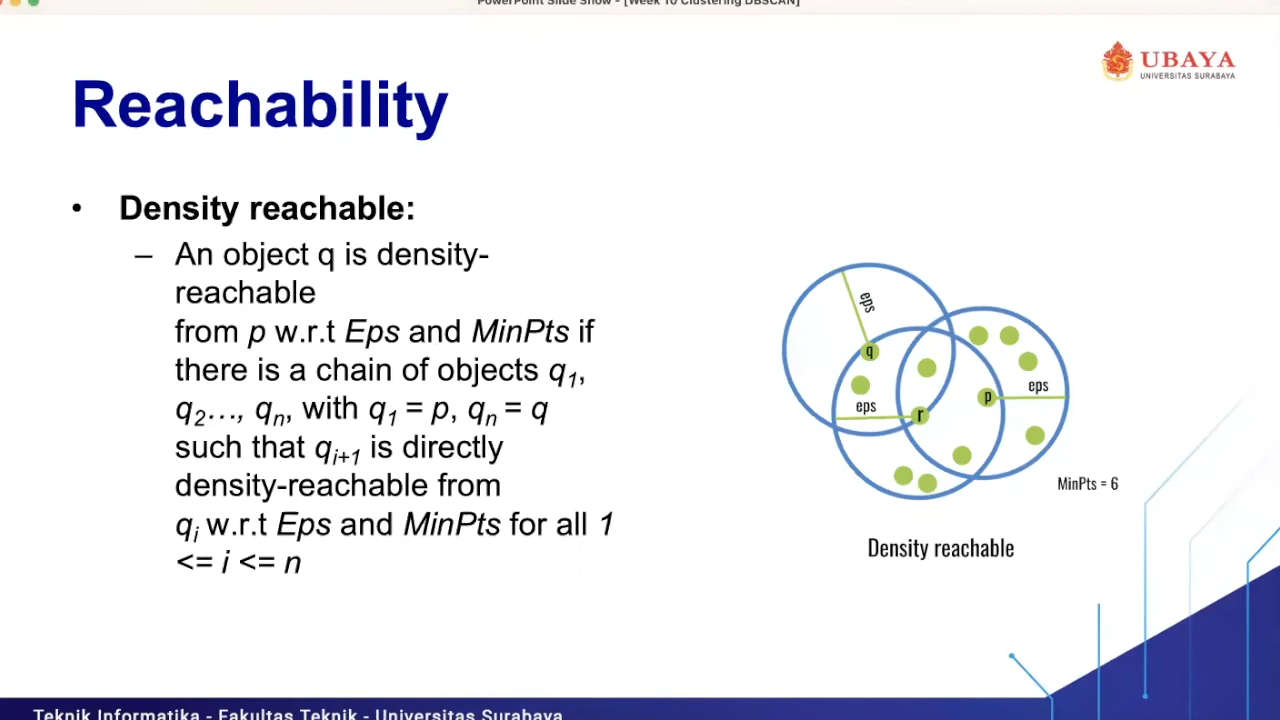 PowerPoint Slide Show - [Week 10 Clustering DBSCAN]
UBAYA
UNIVERSITAS SURABAYA
Reachability
• Density reachable:
– An object q is density-
reachable
from p w.r.t Eps and MinPts if
there is a chain of objects q1,
q2…, qn, with q1 = p, qn = q
such that qi+1 is directly
density-reachable from
qi w.r.t Eps and MinPts for all 1
<= i <= n
eps
q
eps
p
eps
r
MinPts = 6
Density reachable
Teknik Informatika - Fakultas Teknik - Universitas Surabaya